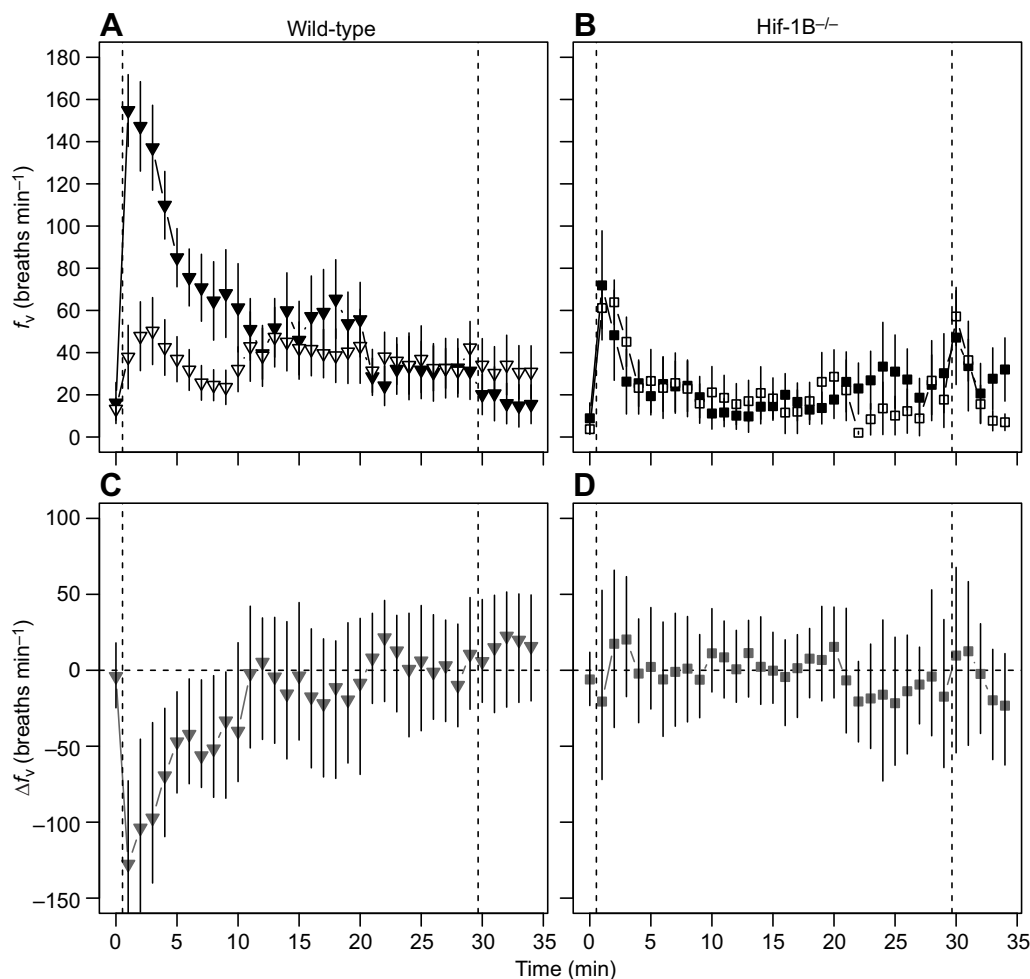 A
Wild-type
B
Hif-1B−/−
180
160
140
120
100
80
60
40
20
0
fv (breaths min−1)
C
D
100
50
0
−50
−100
−150
Δfv (breaths min−1)
0 5 10 15 20 25 30 35 0 5 10 15 20 25 30 35
Time (min)